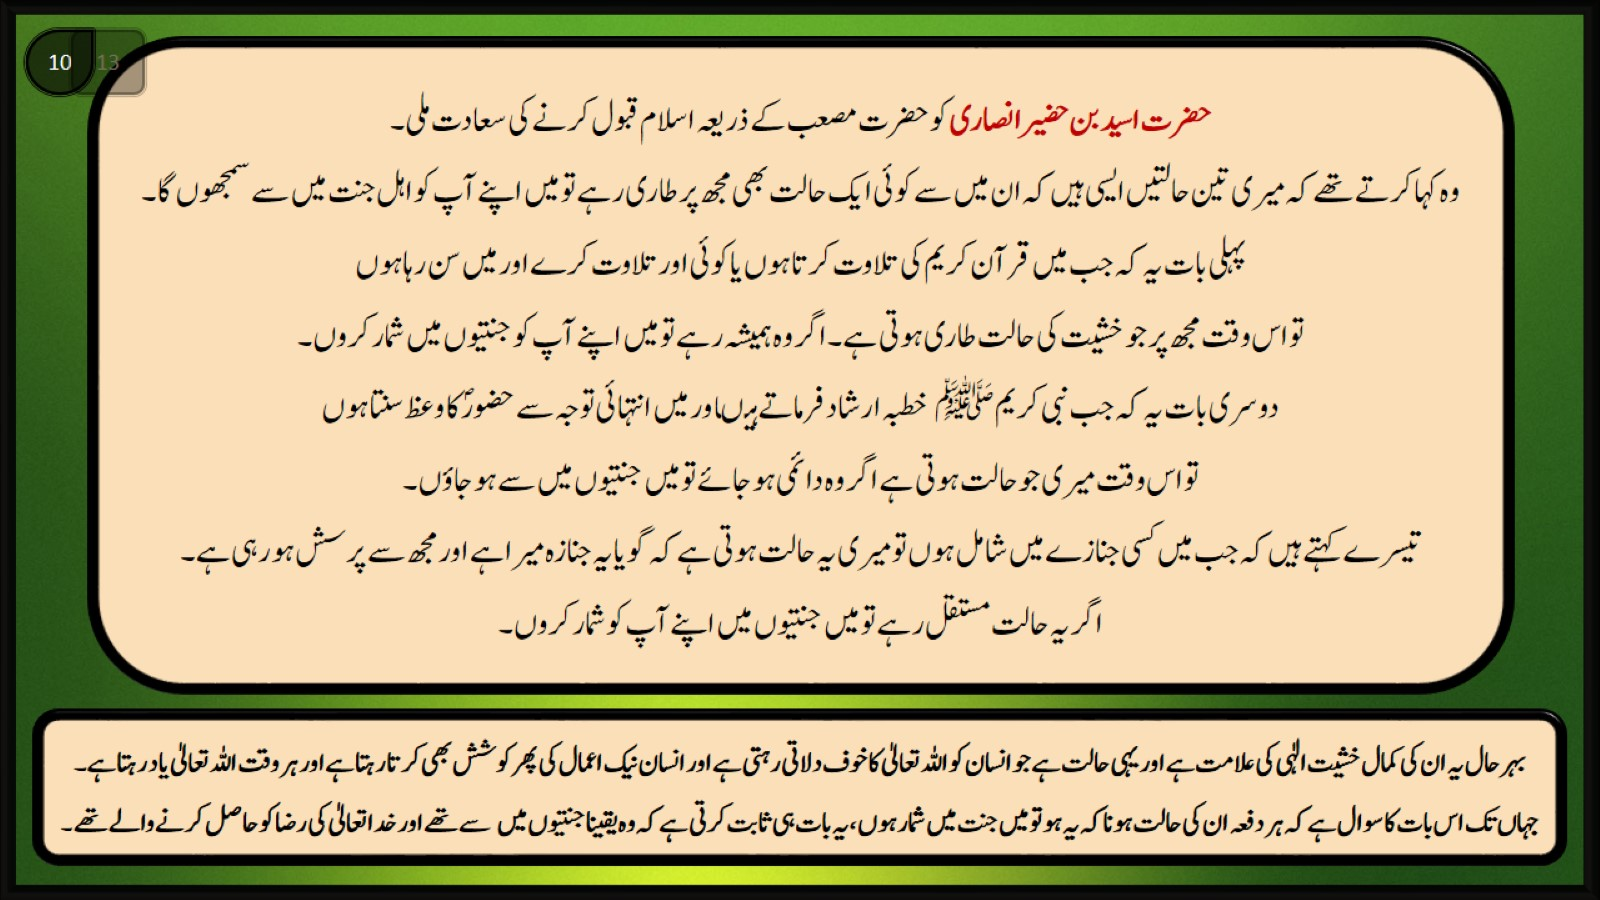 10
13
حضرت اسید بن حضیر انصاری کو حضرت مصعب کے ذریعہ اسلام قبول کرنے کی سعادت ملی۔
وہ کہا کرتے تھے کہ میری تین حالتیں ایسی ہیں کہ ان میں سے کوئی ایک حالت بھی مجھ پر طاری رہے تو میں اپنے آپ کو اہل جنت میں سے سمجھوں گا۔
پہلی بات یہ کہ جب میں قرآن کریم کی تلاوت کرتا ہوں یا کوئی اور تلاوت کرے اور میں سن رہا ہوں
تو اس وقت مجھ پر جو خشیت کی حالت طاری ہوتی ہے۔ اگر وہ ہمیشہ رہے تو میں اپنے آپ کو جنتیوں میں شمار کروں۔
دوسری بات یہ کہ جب نبی کریم ﷺ خطبہ ارشاد فرماتے ہیں اور میں انتہائی توجہ سے حضورؐ کا وعظ سنتا ہوں
تو اس وقت میری جو حالت ہوتی ہے اگر وہ دائمی ہو جائے تو میں جنتیوں میں سے ہو جاؤں۔
تیسرے کہتے ہیں کہ جب میں کسی جنازے میں شامل ہوں تو میری یہ حالت ہوتی ہے کہ گویا یہ جنازہ میرا ہے اور مجھ سے پرسش ہو رہی ہے۔
اگر یہ حالت مستقل رہے تو میں جنتیوں میں اپنے آپ کو شمار کروں۔
بہر حال یہ ان کی کمال خشیت الٰہی کی علامت ہے اور یہی حالت ہے جو انسان کو اللہ تعالیٰ کا خوف دلاتی رہتی ہے اور انسان نیک اعمال کی پھر کوشش بھی کرتا رہتا ہے اور ہر وقت اللہ تعالیٰ یاد رہتا ہے۔
جہاں تک اس بات کا سوال ہے کہ ہر دفعہ ان کی حالت ہونا کہ یہ ہو تو میں جنت میں شمار ہوں، یہ بات ہی ثابت کرتی ہے کہ وہ یقینا جنتیوں میں سے تھے اور خدا تعالیٰ کی رضا کو حاصل کرنے والے تھے۔